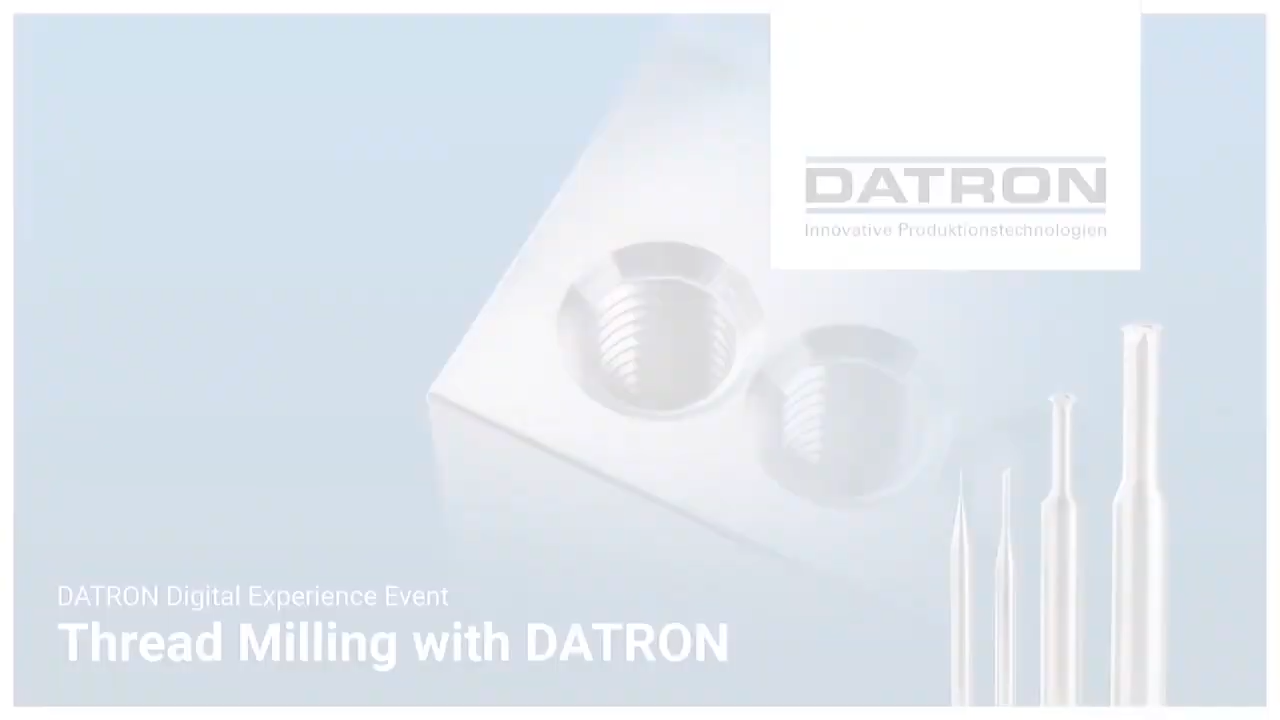 DATRON
Innovative Produktionstechnologien
DATRON Digital Experience Event
Thread Milling with DATRON